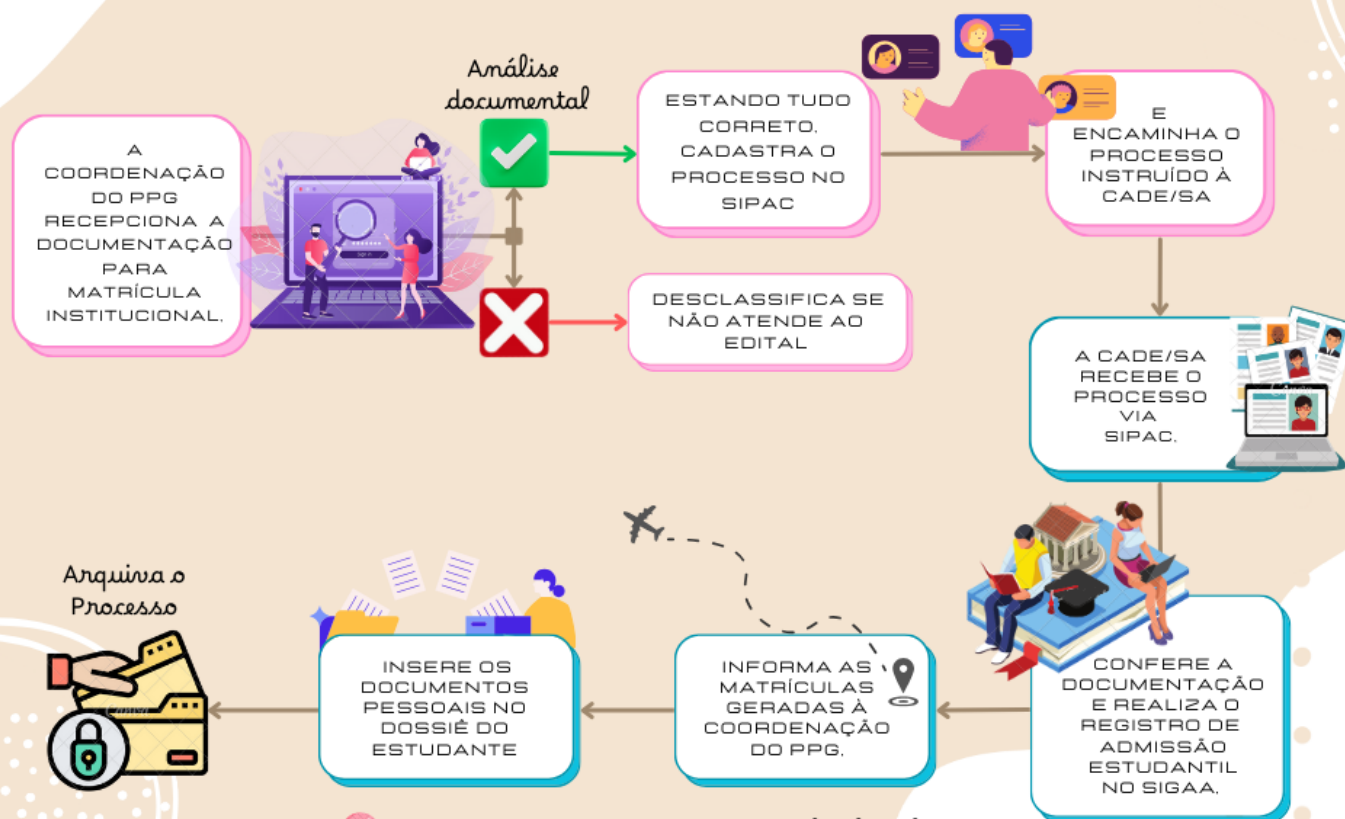 A
COORDENAÇÃO
DO PPG
RECEPCIONA A
DOCUMENTAÇÃO
PARA
MATRÍCULA
INSTITUCIONAL.
Análise
documental
ESTANDO TUDO
CORRETO,
CADASTRA O
PROCESSO NO
SIPAC
E
ENCAMINHA O
PROCESSO
INSTRUÍDO À
CADE/SA
DESCLASSIFICA SE
NÃO ATENDE AO
EDITAL
A CADE/SA
RECEBE O
PROCESSO
VIA
SIPAC.
CONFERE A
DOCUMENTAÇÃO
E REALIZA O
REGISTRO DE
ADMISSÃO
ESTUDANTIL
NO SIGAA.
INFORMA AS
MATRÍCULAS
GERADAS À
COORDENAÇÃO
DO PPG.
INSERE OS
DOCUMENTOS
PESSOAIS NO
DOSSIÊ DO
ESTUDANTE
Arquiva o
Processo